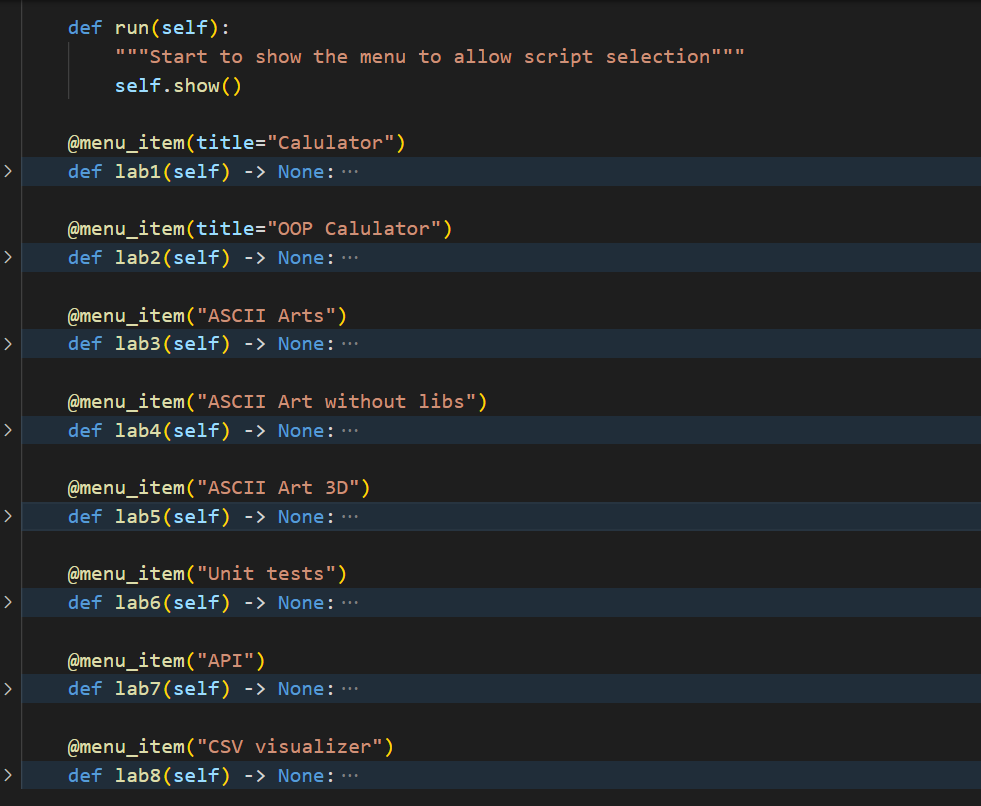 def run(self):
"""Start to show the menu to allow script selection"""
self.show()
@menu_item(title="Calulator")
def lab1(self) -> None:···
@menu_item(title="OOP Calulator")
def lab2(self) -> None:···
@menu_item("ASCII Arts")
def lab3(self) -> None:···
@menu_item("ASCII Art without libs")
def lab4(self) -> None:···
@menu_item("ASCII Art 3D")
def lab5(self) -> None:···
@menu_item("Unit tests")
def lab6(self) -> None:···
@menu_item("API")
def lab7(self) -> None:···
@menu_item("CSV visualizer")
def lab8(self) -> None:···